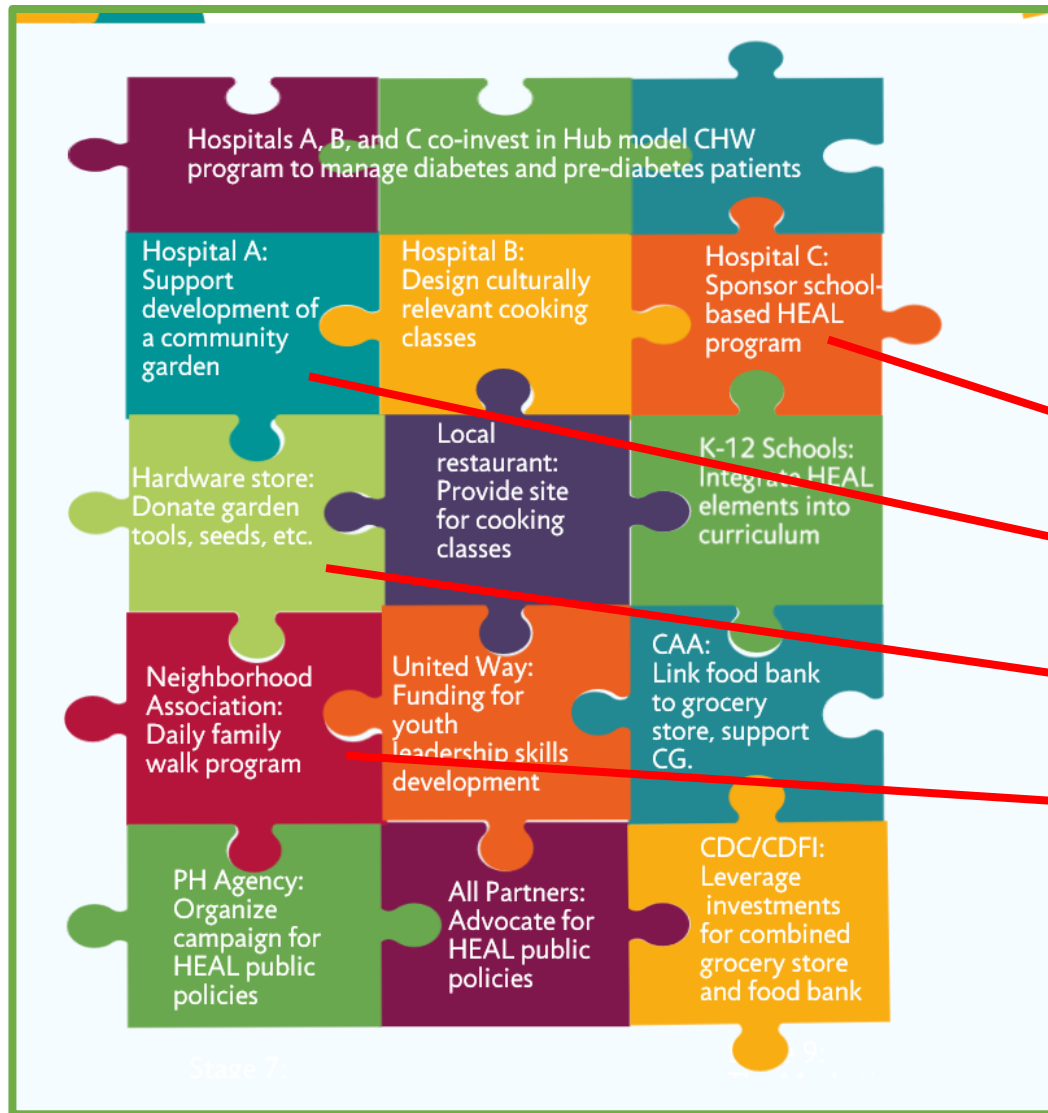 Hospitals A, B, and C co-invest in Hub model CHW
program to manage diabetes and pre-diabetes patients
Hospital A:
Support
development of
a community
garden
Hospital B:
Design culturally
relevant cooking
classes
Hospital C:
Sponsor school-
based HEAL
program
Hardware store:
Donate garden
tools, seeds, etc.
Local
restaurant:
Provide site
for cooking
classes
K-12 Schools:
Integrate HEAL
elements into
curriculum
Neighborhood
Association:
Daily family
walk program
United Way:
Funding for
youth
leadership skills
development
CAA:
Link food bank
to grocery
store, support
CG.
PH Agency:
Organize
campaign for
HEAL public
policies
All Partners:
Advocate for
HEAL public
policies
CDC/CDFI:
Leverage
investments
for combined
grocery store
and food bank
Stage 7:
9: